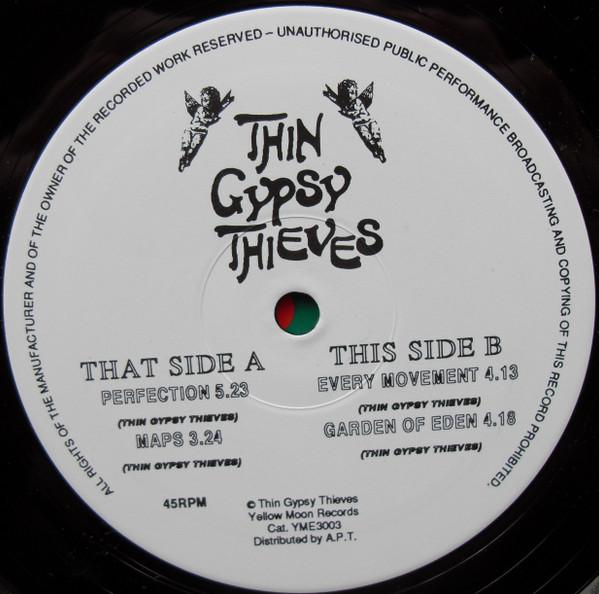 ALL RIGHTS OF THE MANUFACTURER AND OF THE OWNER OF THE RECORDED WORK RESERVED – UNAUTHORISED PUBLIC PERFORMANCE BROADCASTING AND COPYING OF THIS RECORD PROHIBITED.
THIN
GYPSY
THIEVES
THAT SIDE A
PERFECTION 5.23
(THIN GYPSY THIEVES)
MAPS 3.24
(THIN GYPSY THIEVES)
THIS SIDE B
EVERY MOVEMENT 4.13
(THIN GYPSY THIEVES)
GARDEN OF EDEN 4.18
(THIN GYPSY THIEVES)
45RPM
© Thin Gypsy Thieves
Yellow Moon Records
Cat. YME3003
Distributed by A.P.T.